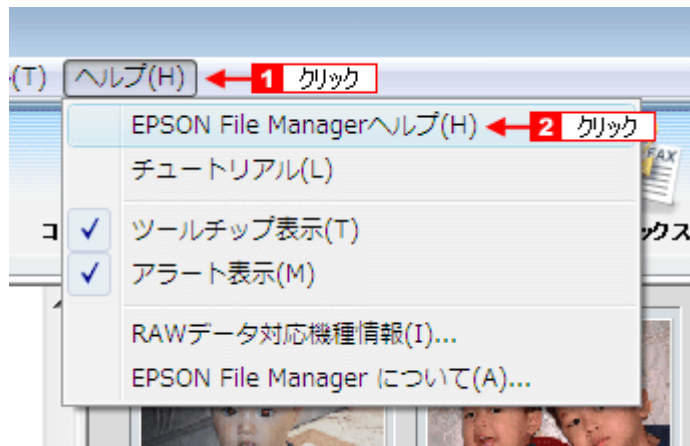 (T) ヘルプ(H) 1 クリック
EPSON File Managerヘルプ(H) 2 クリック
チュートリアル(L)
FAX
コ ✓ ツールチップ表示(T) ックス
✓ アラート表示(M)
RAWデータ対応機種情報(I)...
EPSON File Manager について(A)...